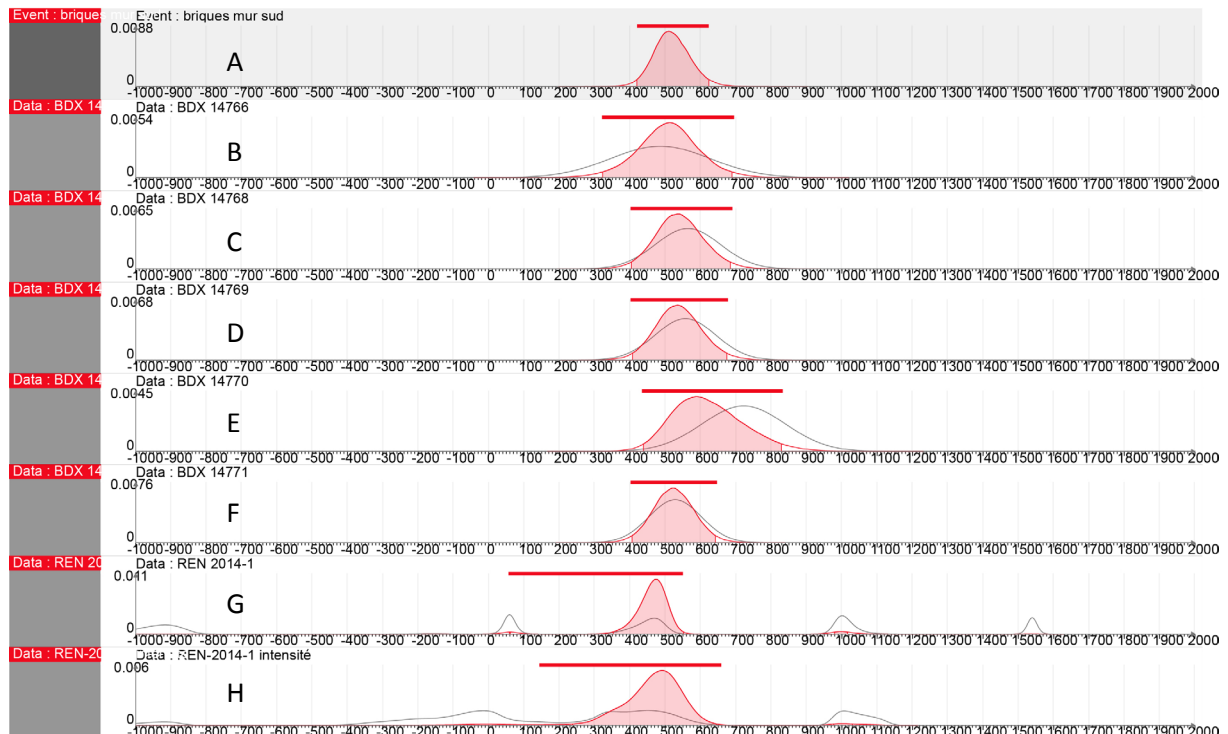 Event : briques mur sud
Event : briques mur sud
0.0088
A
0
-1000 -900 -800 -700 -600 -500 -400 -300 -200 -100 0 100 200 300 400 500 600 700 800 900 1000 1100 1200 1300 1400 1500 1600 1700 1800 1900 2000
Data : BDX 14
Data : BDX 14766
0.0054
B
0
-1000 -900 -800 -700 -600 -500 -400 -300 -200 -100 0 100 200 300 400 500 600 700 800 900 1000 1100 1200 1300 1400 1500 1600 1700 1800 1900 2000
Data : BDX 14
Data : BDX 14768
0.0065
C
0
-1000 -900 -800 -700 -600 -500 -400 -300 -200 -100 0 100 200 300 400 500 600 700 800 900 1000 1100 1200 1300 1400 1500 1600 1700 1800 1900 2000
Data : BDX 14
Data : BDX 14769
0.0068
D
0
-1000 -900 -800 -700 -600 -500 -400 -300 -200 -100 0 100 200 300 400 500 600 700 800 900 1000 1100 1200 1300 1400 1500 1600 1700 1800 1900 2000
Data : BDX 14
Data : BDX 14770
0.0045
E
0
-1000 -900 -800 -700 -600 -500 -400 -300 -200 -100 0 100 200 300 400 500 600 700 800 900 1000 1100 1200 1300 1400 1500 1600 1700 1800 1900 2000
Data : BDX 14
Data : BDX 14771
0.0076
F
0
-1000 -900 -800 -700 -600 -500 -400 -300 -200 -100 0 100 200 300 400 500 600 700 800 900 1000 1100 1200 1300 1400 1500 1600 1700 1800 1900 2000
Data : REN 20
Data : REN 2014-1
0.041
G
0
-1000 -900 -800 -700 -600 -500 -400 -300 -200 -100 0 100 200 300 400 500 600 700 800 900 1000 1100 1200 1300 1400 1500 1600 1700 1800 1900 2000
Data : REN-20
Data : REN-2014-1 intensité
0.006
H
0
-1000 -900 -800 -700 -600 -500 -400 -300 -200 -100 0 100 200 300 400 500 600 700 800 900 1000 1100 1200 1300 1400 1500 1600 1700 1800 1900 2000